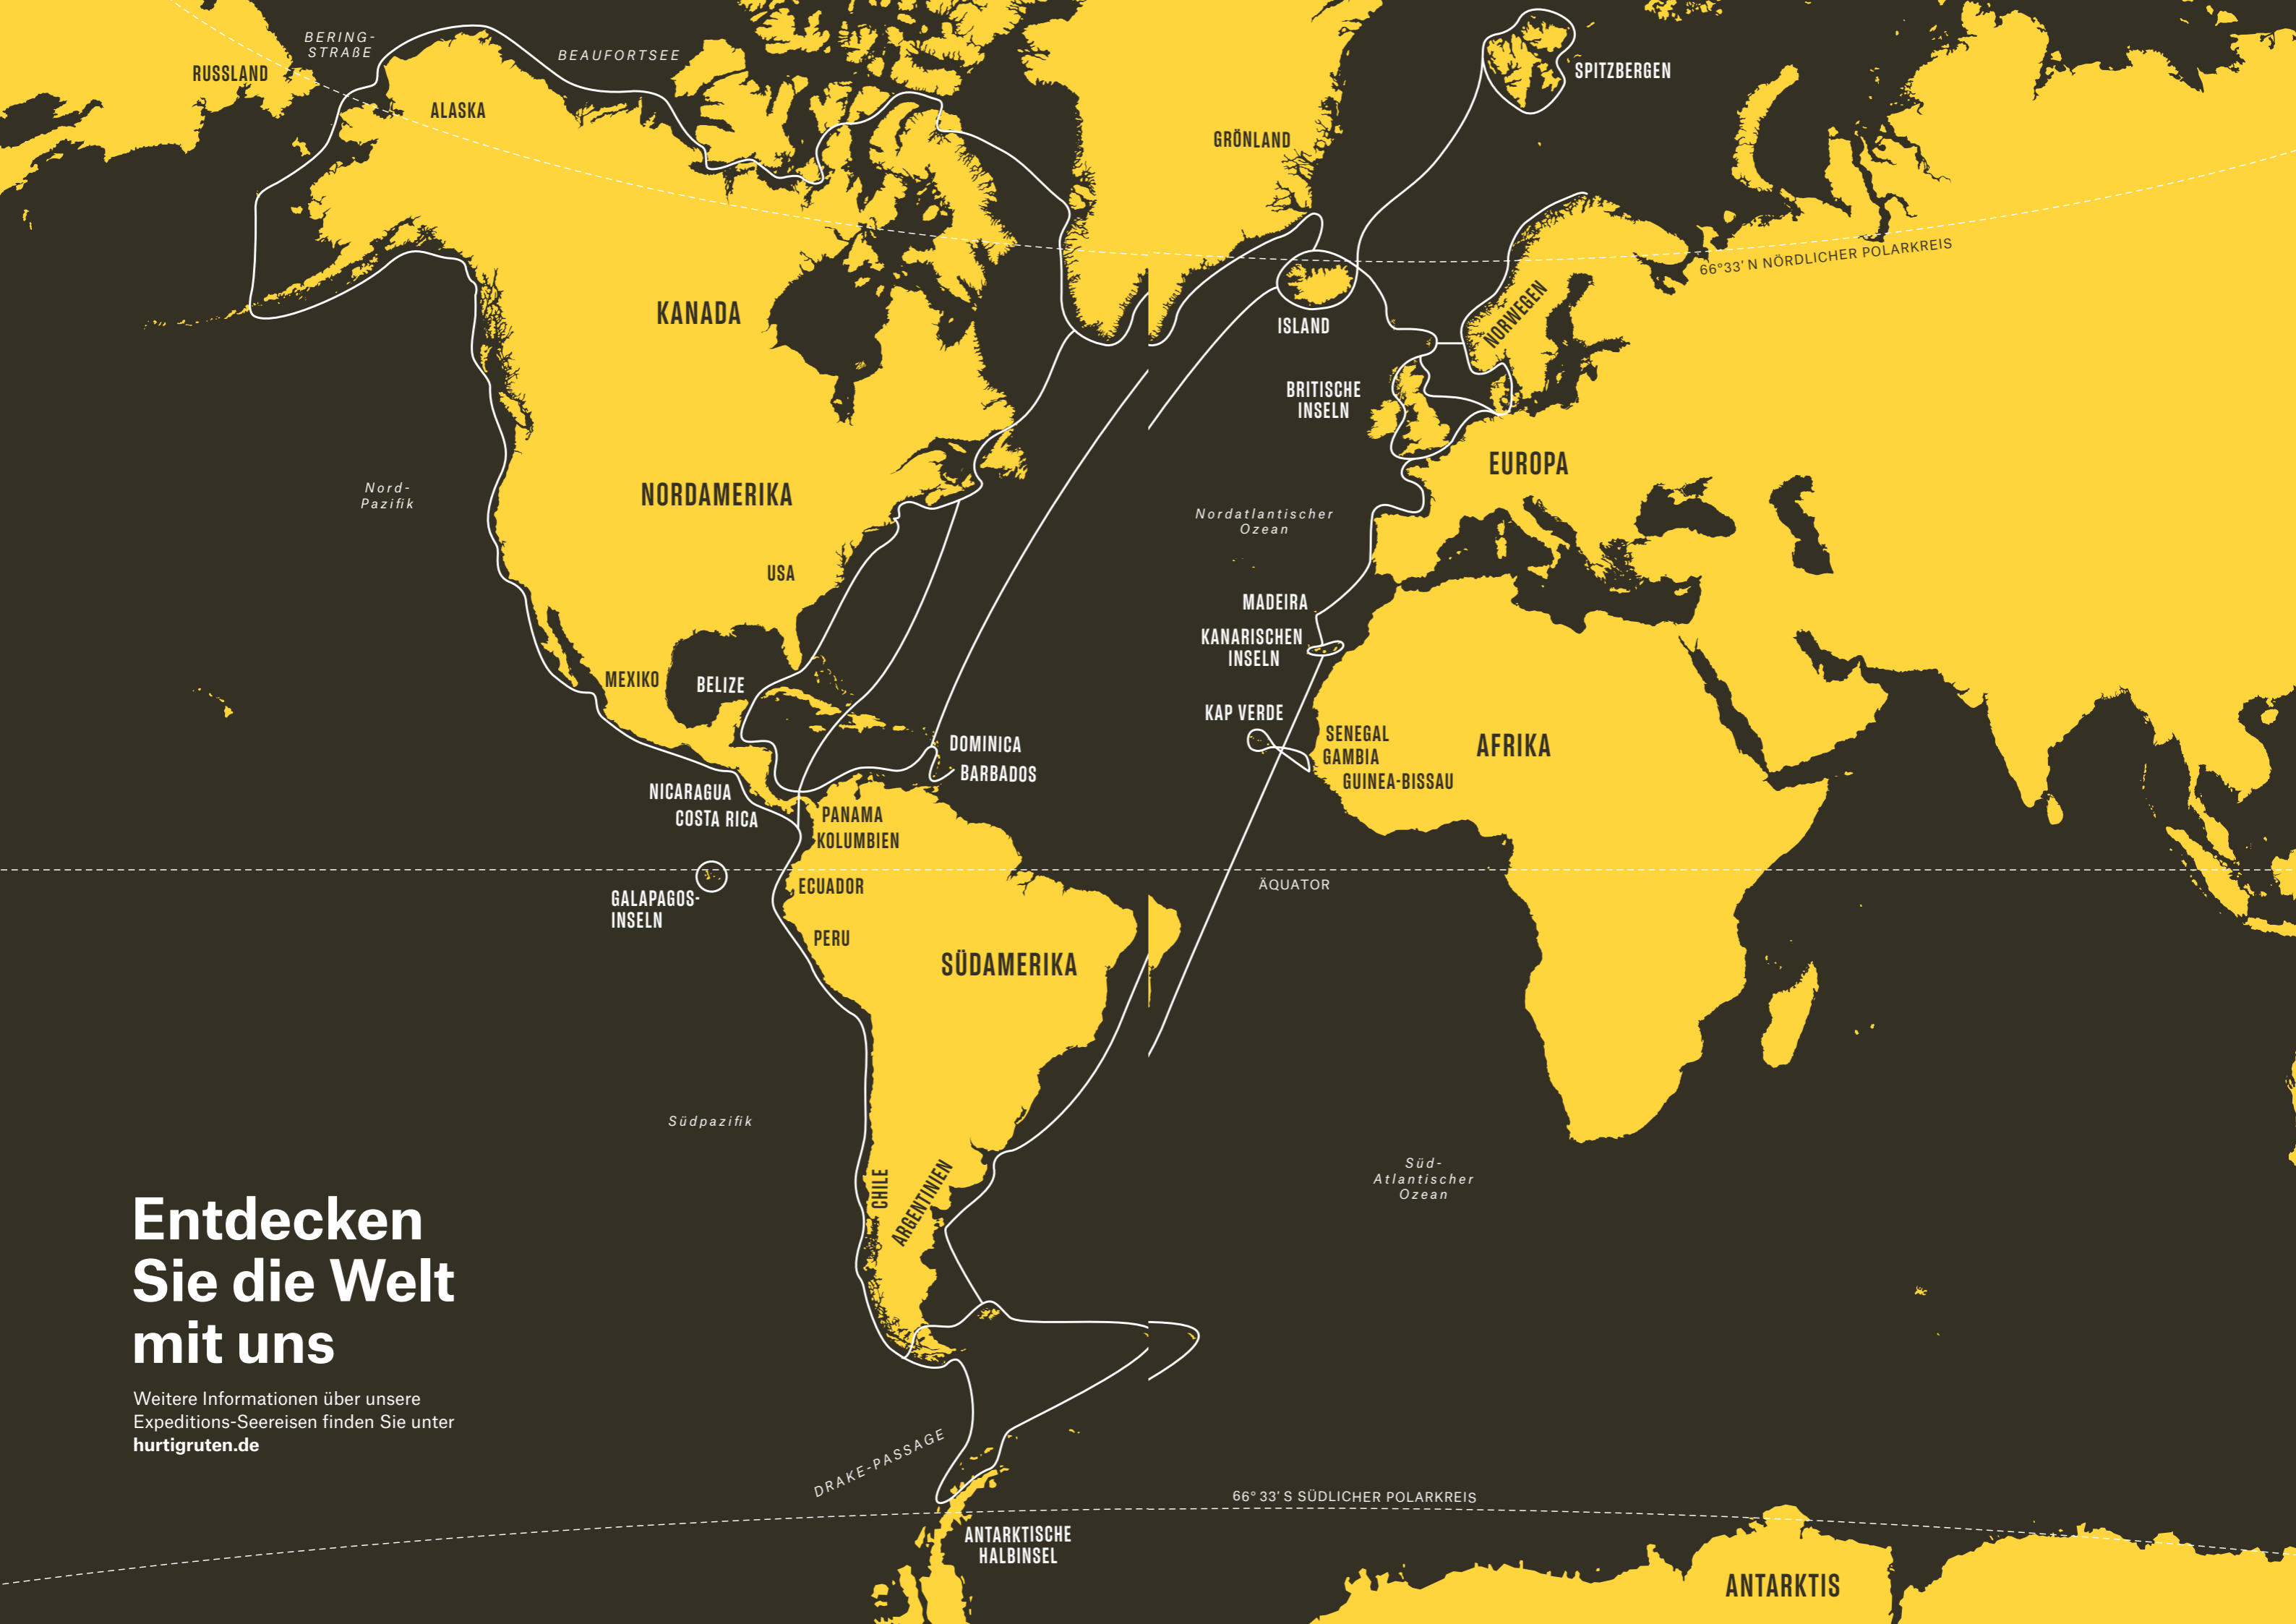 BERING-
STRAßE
BEAUFORTSEE
RUSSLAND
ALASKA
SPITZBERGEN
GRÖNLAND
66°33' N NÖRDLICHER POLARKREIS
KANADA
ISLAND
NORWEGEN
BRITISCHE
INSELN
EUROPA
Nord-
Pazifik
NORDAMERIKA
Nordatlantischer
Ozean
USA
MADEIRA
KANARISCHEN
INSELN
MEXIKO
BELIZE
KAP VERDE
SENEGAL
GAMBIA
GUINEA-BISSAU
AFRIKA
DOMINICA
BARBADOS
NICARAGUA
COSTA RICA
PANAMA
KOLUMBIEN
ÄQUATOR
ECUADOR
GALAPAGOS-
INSELN
PERU
SÜDAMERIKA
Südpazifik
CHILE
ARGENTINIEN
Süd-
Atlantischer
Ozean
Entdecken
Sie die Welt
mit uns
Weitere Informationen über unsere
Expeditions-Seereisen finden Sie unter
hurtigruten.de
DRAKE-PASSAGE
66° 33' S SÜDLICHER POLARKREIS
ANTARKTISCHE
HALBINSEL
ANTARKTIS